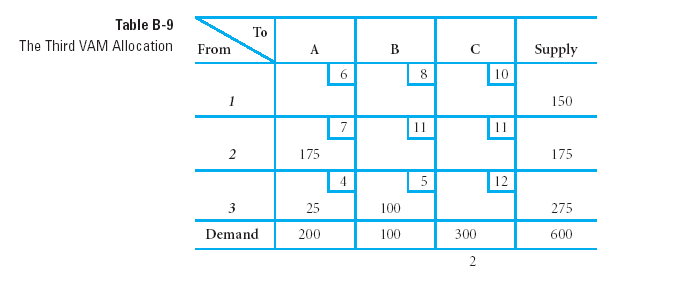 Table B-9
The Third VAM Allocation
To
From A B C Supply
6 8 10
1 150
7 11 11
2 175 175
4 5 12
3 25 100 275
Demand 200 100 300 600
2